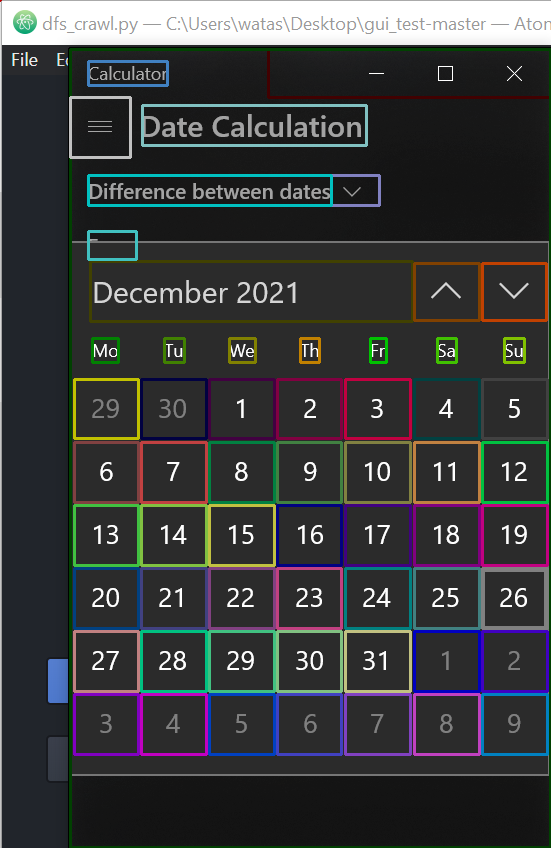 dfs_crawl.py — C:\Users\watas\Desktop\gui_test-master — Atom
File
Calculator
Date Calculation
Difference between dates
December 2021
Mo Tu We Th Fr Sa Su
29 30 1 2 3 4 5
6 7 8 9 10 11 12
13 14 15 16 17 18 19
20 21 22 23 24 25 26
27 28 29 30 31 1 2
3 4 5 6 7 8 9